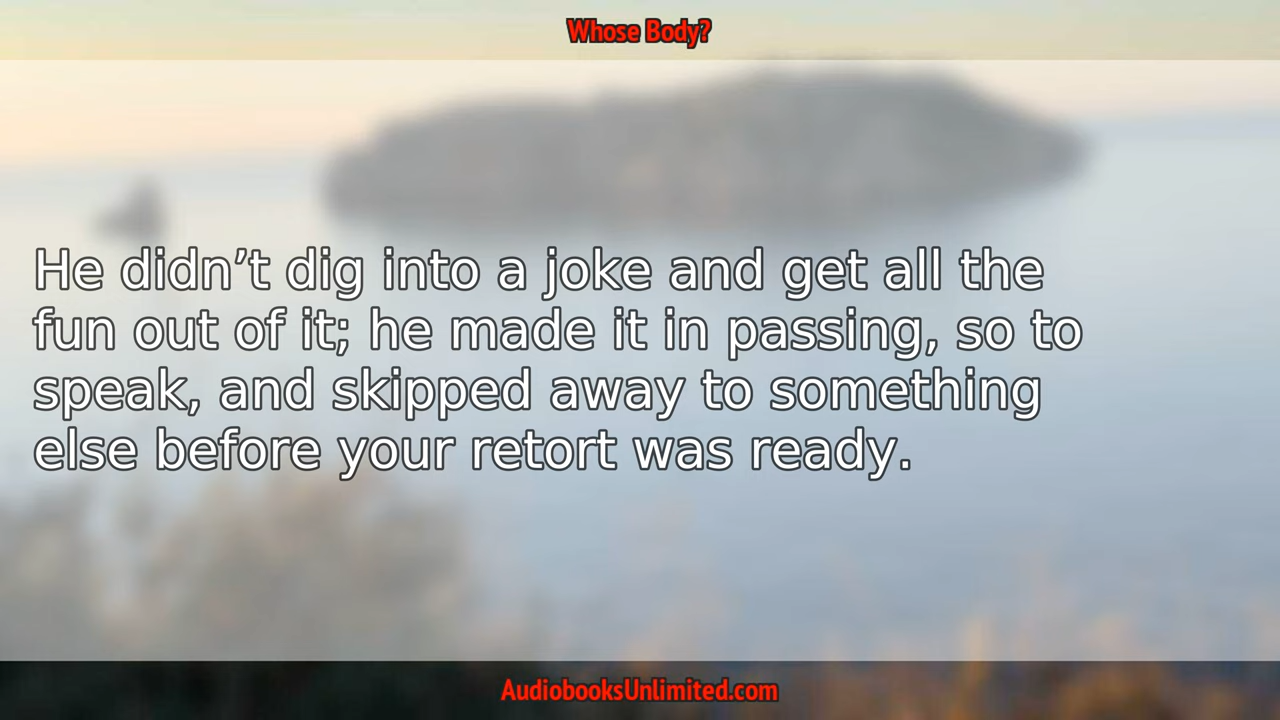 Whose Body?
He didn’t dig into a joke and get all the
fun out of it; he made it in passing, so to
speak, and skipped away to something
else before your retort was ready.
AudiobooksUnlimited.com